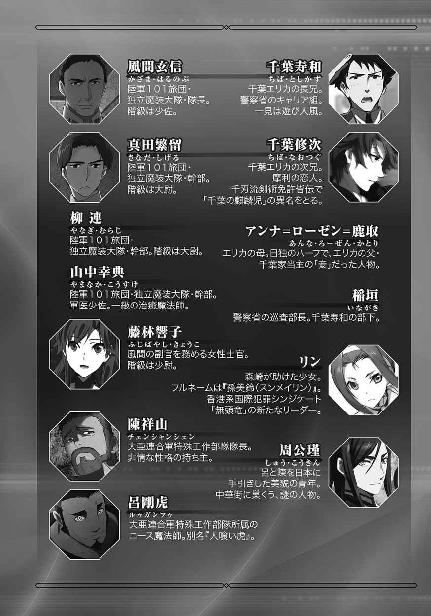 風間玄信
かざま・はるのぶ
陸軍101旅団・
独立魔装大隊・隊長。
階級は少佐。
真田繁留
さなだ・しげる
陸軍101旅団・
独立魔装大隊・幹部。
階級は大尉。
柳 連
やなぎ・むらじ
陸軍101旅団・
独立魔装大隊・幹部。階級は大尉。
山中幸典
やまなか・こうすけ
陸軍101旅団・独立魔装大隊・幹部。
軍医少佐。一級の治癒魔法師。
藤林響子
ふじばやし・きょうこ
風間の副官を務める女性士官。
階級は少尉。
陳祥山
チェンシャンシェン
大亜連合軍特殊工作部隊隊長。
非情な性格の持ち主。
呂剛虎
ルゥガンフゥ
大亜連合軍特殊工作部隊所属の
エース魔法師。別名『人喰い虎』。
千葉寿和
ちば・としかず
千葉エリカの長兄。
警察省のキャリア組。
一見は遊び人風。
千葉修次
ちば・なおつぐ
千葉エリカの次兄。
摩利の恋人。
千刃流剣術免許皆伝で
「千葉の麒麟児」の異名をとる。
アンナ＝ローゼン＝鹿取
あんな・ろーぜん・かとり
エリカの母。日独のハーフで、エリカの父・
千葉家当主の「妾」だった人物。
稲垣
いながき
警察省の巡査部長。千葉寿和の部下。
リン
森崎が助けた少女。
フルネームは『孫美鈴(スンメイリン)』。
香港系国際犯罪シンジケート
「無頭竜」の新たなリーダー。
周公瑾
しゅう・こうきん
呂と陳を日本に
手引きした美貌の青年。
中華街に巣くう、謎の人物。